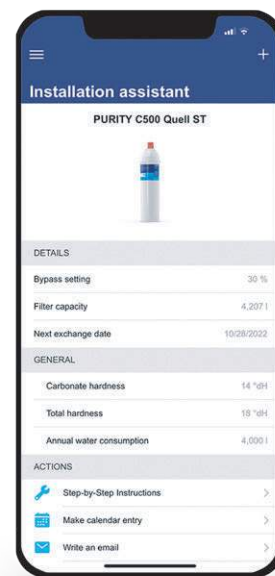 Installation assistant
PURITY C500 Quell ST
DETAILS
Bypass setting 30 %
Filter capacity 4,207 l
Next exchange date 10/28/2022
GENERAL
Carbonate hardness 14 °dH
Total hardness 18 °dH
Annual water consumption 4,000 l
ACTIONS
Step-by-Step Instructions
Make calendar entry
Write an email